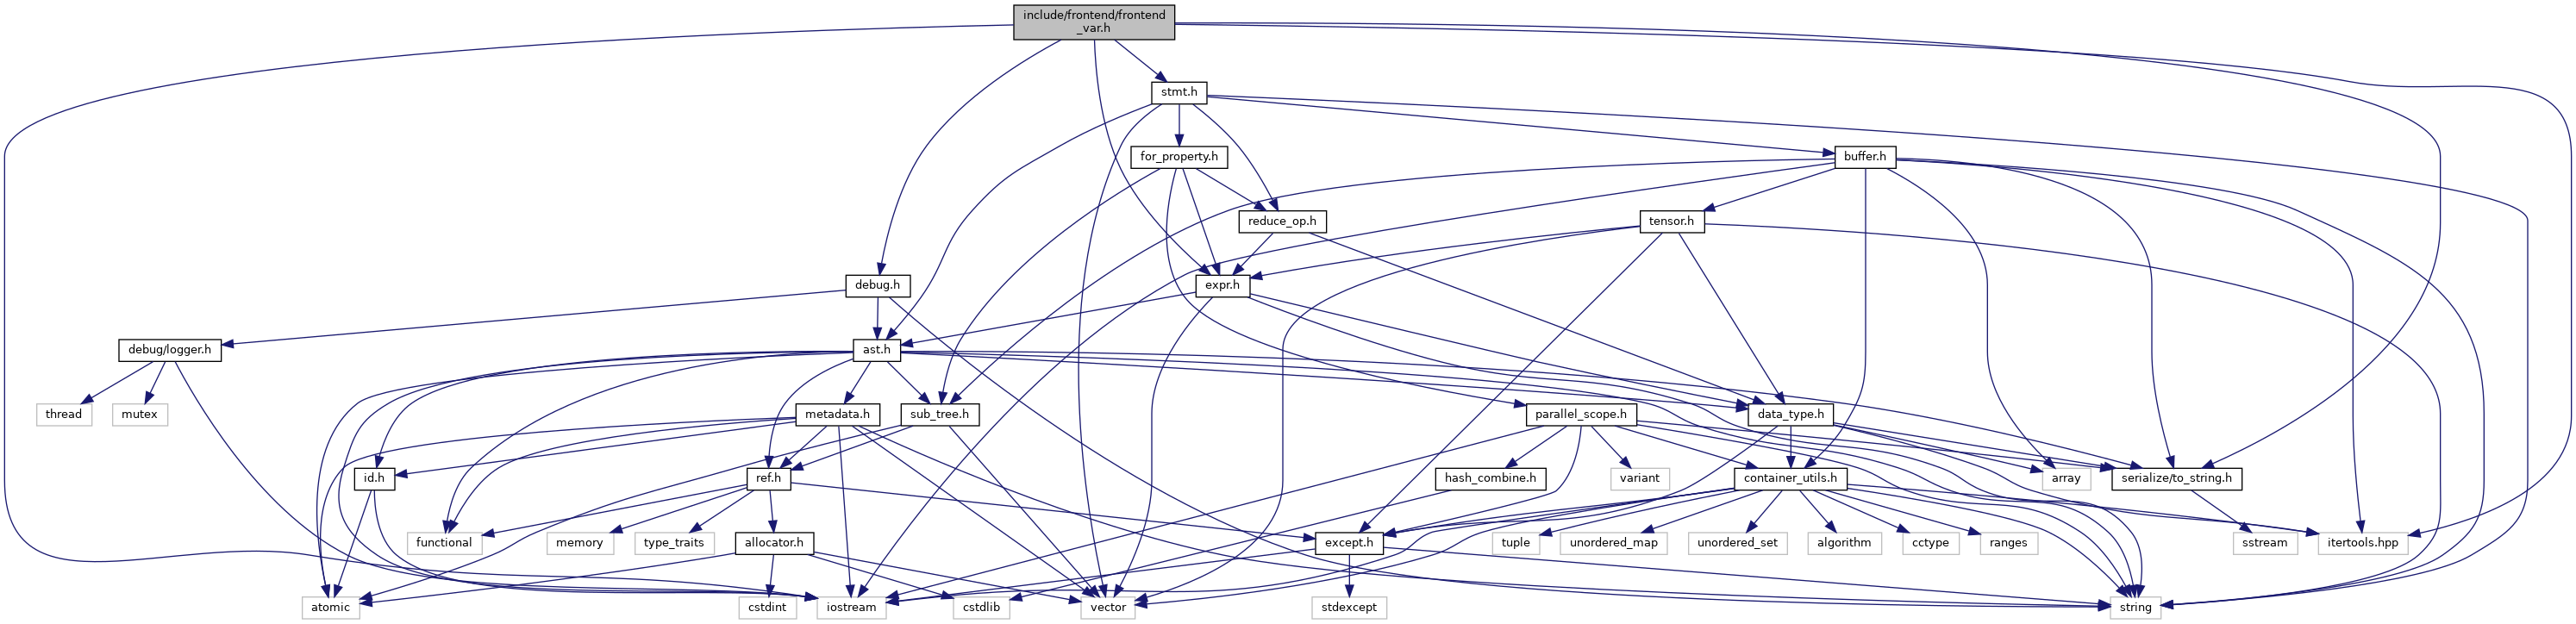 include/frontend/frontend
_var.h
stmt.h
for_property.h
buffer.h
reduce_op.h
tensor.h
debug.h
expr.h
debug/logger.h
ast.h
thread
mutex
metadata.h
sub_tree.h
parallel_scope.h
data_type.h
id.h
ref.h
hash_combine.h
variant
container_utils.h
array
serialize/to_string.h
functional
memory
type_traits
allocator.h
except.h
tuple
unordered_map
unordered_set
algorithm
cctype
ranges
sstream
itertools.hpp
atomic
cstdint
iostream
cstdlib
vector
stdexcept
string